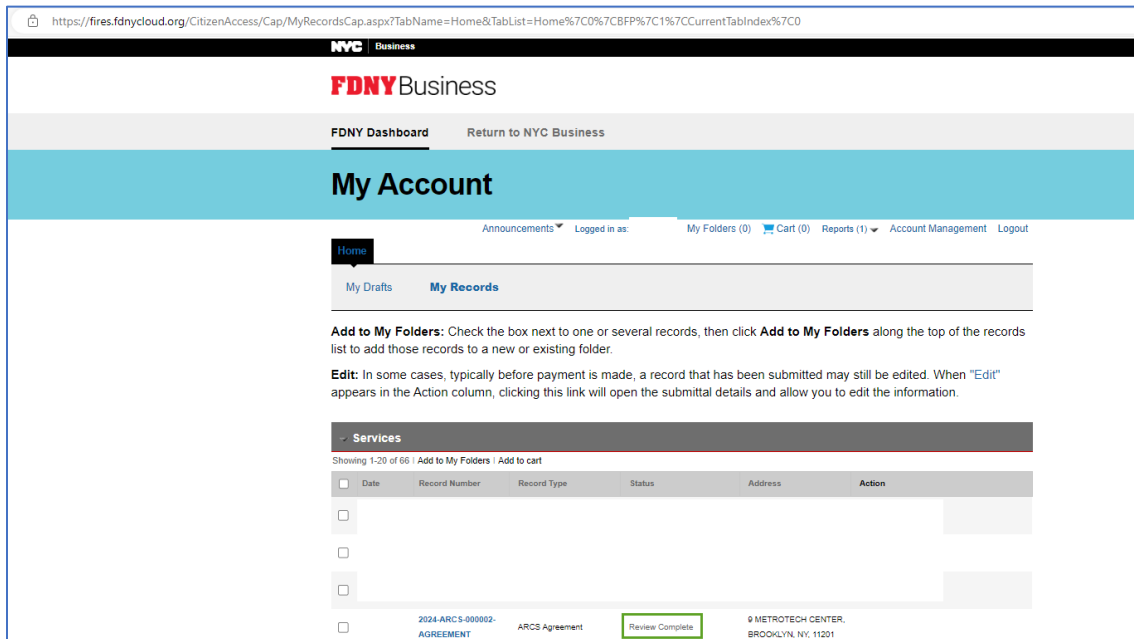 https://fires.fdnycloud.org/CitizenAccess/Cap/MyRecordsCap.aspx?TabName=Home&TabList=Home%7C0%7CBFP%7C1%7CCurrentTabIndex%7C0
NYC Business
FDNY Business
FDNY Dashboard Return to NYC Business
My Account
Announcements Logged in as: My Folders (0) Cart (0) Reports (1) Account Management Logout
Home
My Drafts My Records
Add to My Folders: Check the box next to one or several records, then click Add to My Folders along the top of the records
list to add those records to a new or existing folder.
Edit: In some cases, typically before payment is made, a record that has been submitted may still be edited. When "Edit"
appears in the Action column, clicking this link will open the submittal details and allow you to edit the information.
Services
Showing 1-20 of 66 | Add to My Folders | Add to cart
Date Record Number Record Type Status Address Action
2024-ARCS-000002-
AGREEMENT ARCS Agreement Review Complete 9 METROTECH CENTER,
BROOKLYN, NY, 11201